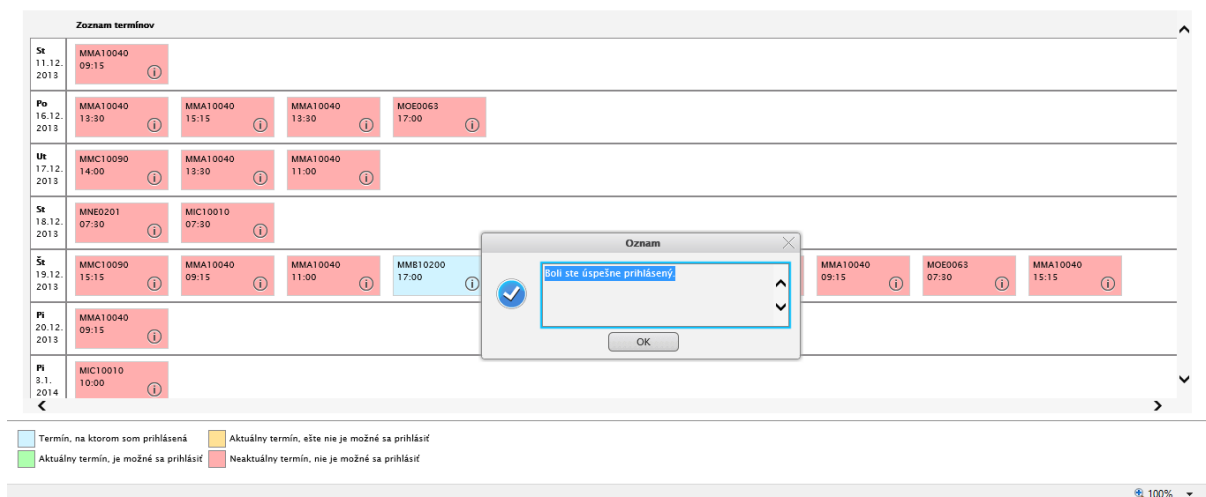 Zoznam termínov
St
11.12.
2013
MMA10040
09:15
Po
16.12.
2013
MMA10040
13:30
MMA10040
15:15
MMA10040
13:30
MOE0063
17:00
Ut
17.12.
2013
MMC10090
14:00
MMA10040
13:30
MMA10040
11:00
St
18.12.
2013
MNE0201
07:30
MIC10010
07:30
Št
19.12.
2013
MMC10090
15:15
MMA10040
09:15
MMA10040
11:00
MMB10200
17:00
MMA10040
09:15
MOE0063
07:30
MMA10040
15:15
Oznam
Boli ste úspešne prihlásený.
OK
Pi
20.12.
2013
MMA10040
09:15
Pi
3.1.
2014
MIC10010
10:00
Termín, na ktorom som prihlásená
Aktuálny termín, ešte nie je možné sa prihlásiť
Aktuálny termín, je možné sa prihlásiť
Neaktuálny termín, nie je možné sa prihlásiť
100%